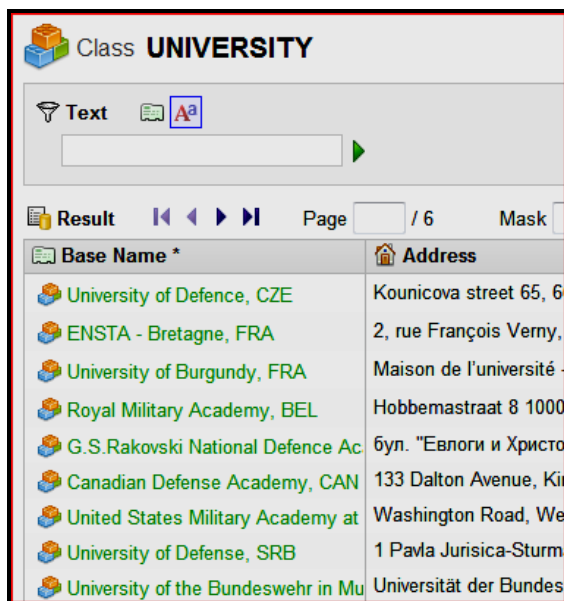 Class UNIVERSITY
Text Aa
Result Page / 6 Mask
Base Name * Address
University of Defence, CZE Kounicova street 65, 6
ENSTA - Bretagne, FRA 2, rue François Verny,
University of Burgundy, FRA Maison de l'université -
Royal Military Academy, BEL Hobbemastraat 8 1000
G.S.Rakovski National Defence Ac бул. "Евлоги и Христо
Canadian Defense Academy, CAN 133 Dalton Avenue, Kin
United States Military Academy at Washington Road, We
University of Defense, SRB 1 Pavla Jurisica-Sturm
University of the Bundeswehr in Mu Universität der Bundes